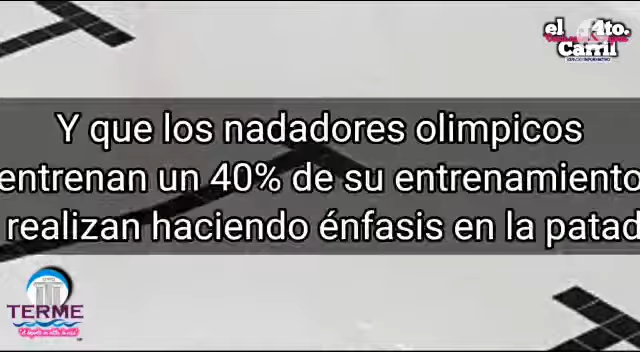 el 4to.
Carril
Y que los nadadores olimpicos
entrenan un 40% de su entrenamiento
realizan haciendo énfasis en la patad
TERME